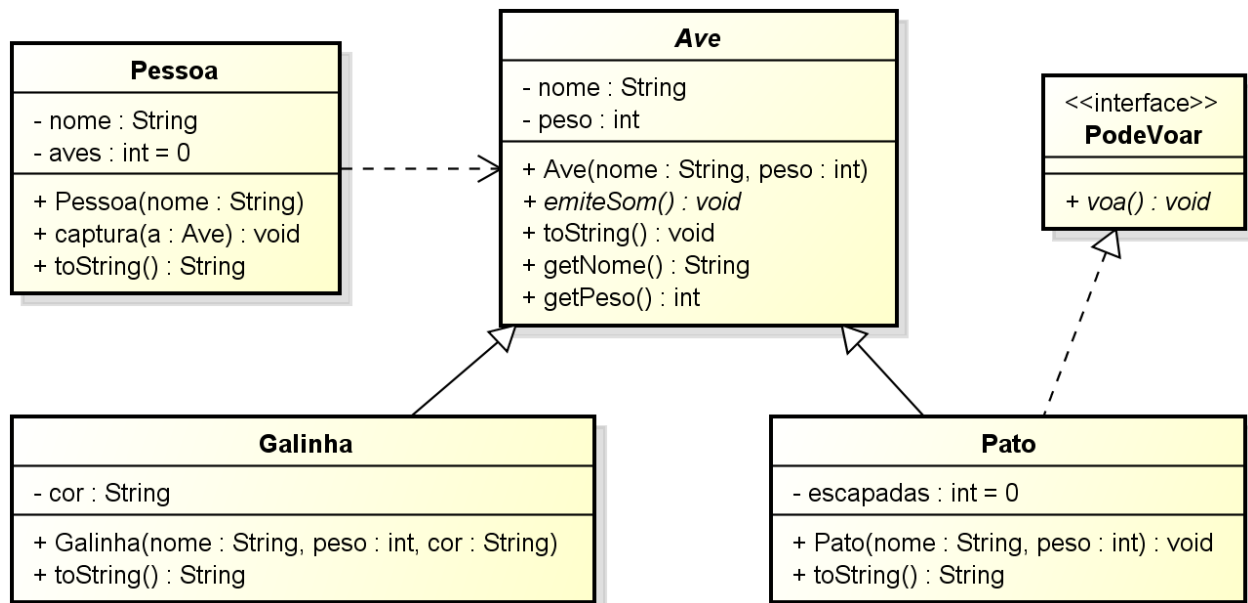 Pessoa
- nome : String
- aves : int = 0
+ Pessoa(nome : String)
+ captura(a : Ave) : void
+ toString() : String
Ave
- nome : String
- peso : int
+ Ave(nome : String, peso : int)
+ emiteSom() : void
+ toString() : void
+ getNome() : String
+ getPeso() : int
<<interface>>
PodeVoar
+ voa() : void
Galinha
- cor : String
+ Galinha(nome : String, peso : int, cor : String)
+ toString() : String
Pato
- escapadas : int = 0
+ Pato(nome : String, peso : int) : void
+ toString() : String